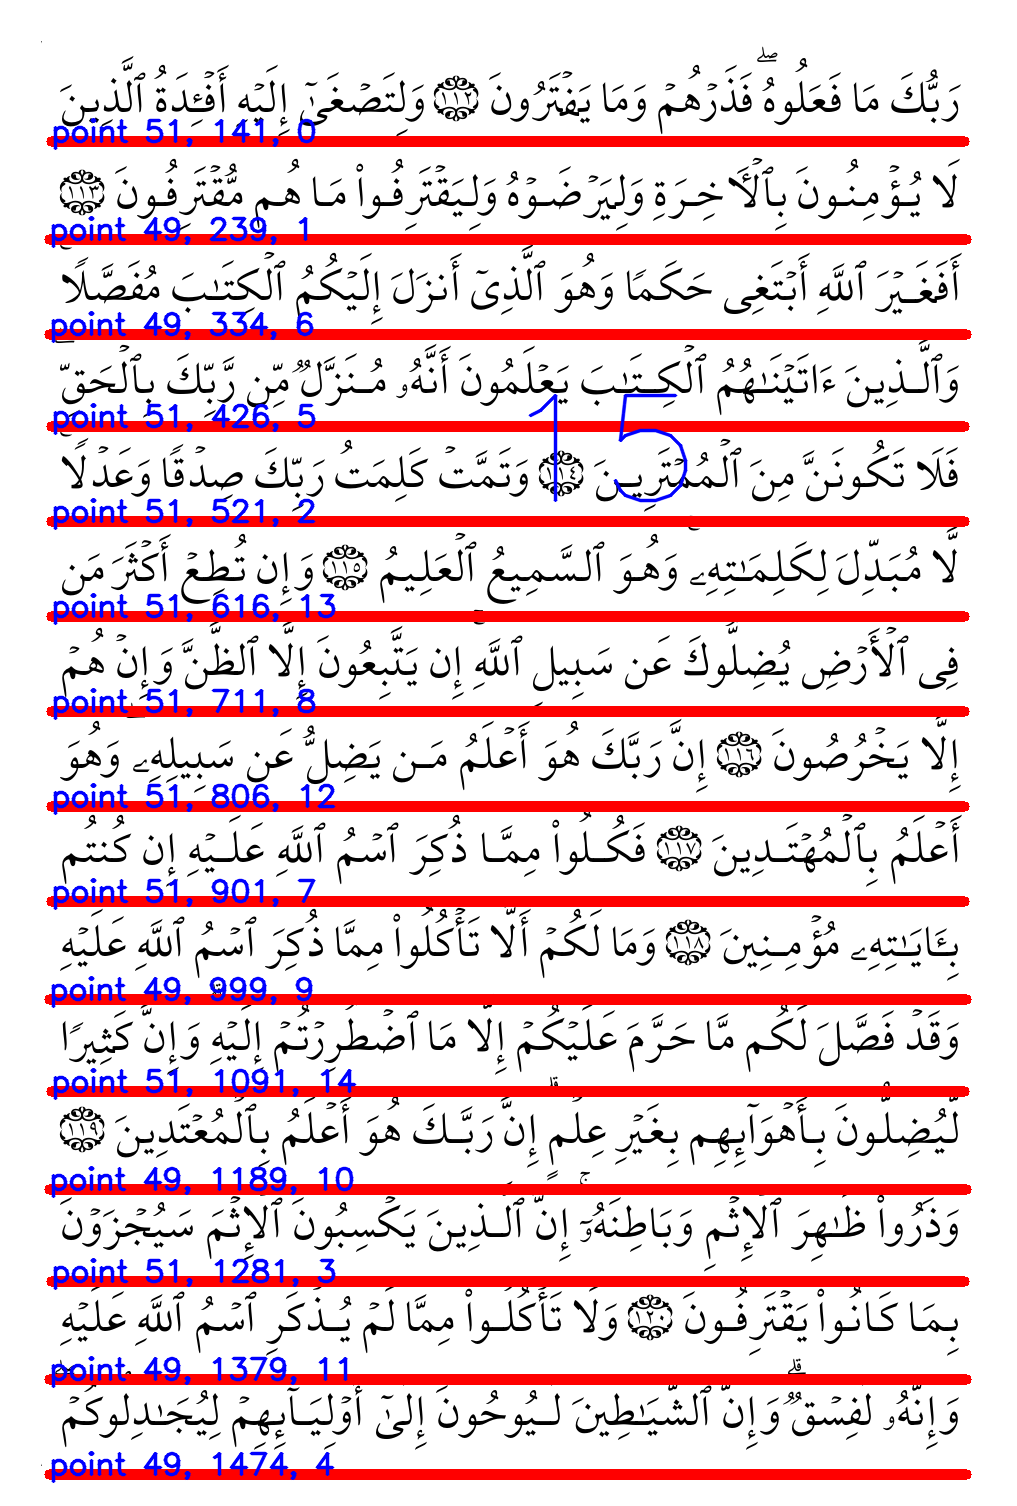 رَبُّكَ مَا فَعَلُوهُۖ فَذَرۡهُمۡ وَمَا يَفۡتَرُونَ ١١٢ وَلِتَصۡغَىٰٓ إِلَيۡهِ أَفۡـِٔدَةُ ٱلَّذِينَ
point 51, 141, 0
لَا يُؤۡمِنُونَ بِٱلۡأٓخِرَةِ وَلِيَرۡضَوۡهُ وَلِيَقۡتَرِفُواْ مَا هُم مُّقۡتَرِفُونَ ١١٣
point 49, 239, 1
أَفَغَيۡرَ ٱللَّهِ أَبۡتَغِي حَكَمٗا وَهُوَ ٱلَّذِيٓ أَنزَلَ إِلَيۡكُمُ ٱلۡكِتَٰبَ مُفَصَّلٗاۚ
point 49, 334, 6
وَٱلَّذِينَ ءَاتَيۡنَٰهُمُ ٱلۡكِتَٰبَ يَعۡلَمُونَ أَنَّهُۥ مُنَزَّلٞ مِّن رَّبِّكَ بِٱلۡحَقِّۖ
point 51, 426, 5
فَلَا تَكُونَنَّ مِنَ ٱلۡمُمۡتَرِينَ ١١٤ وَتَمَّتۡ كَلِمَتُ رَبِّكَ صِدۡقٗا وَعَدۡلٗاۚ
15
point 51, 521, 2
لَّا مُبَدِّلَ لِكَلِمَٰتِهِۦۚ وَهُوَ ٱلسَّمِيعُ ٱلۡعَلِيمُ ١١٥ وَإِن تُطِعۡ أَكۡثَرَ مَن
point 51, 616, 13
فِي ٱلۡأَرۡضِ يُضِلُّوكَ عَن سَبِيلِ ٱللَّهِۚ إِن يَتَّبِعُونَ إِلَّا ٱلظَّنَّ وَإِنۡ هُمۡ
point 51, 711, 8
إِلَّا يَخۡرُصُونَ ١١٦ إِنَّ رَبَّكَ هُوَ أَعۡلَمُ مَن يَضِلُّ عَن سَبِيلِهِۦۖ وَهُوَ
point 51, 806, 12
أَعۡلَمُ بِٱلۡمُهۡتَدِينَ ١١٧ فَكُلُواْ مِمَّا ذُكِرَ ٱسۡمُ ٱللَّهِ عَلَيۡهِ إِن كُنتُم
point 51, 901, 7
بِـَٔايَٰتِهِۦ مُؤۡمِنِينَ ١١٨ وَمَا لَكُمۡ أَلَّا تَأۡكُلُواْ مِمَّا ذُكِرَ ٱسۡمُ ٱللَّهِ عَلَيۡهِ
point 49, 999, 9
وَقَدۡ فَصَّلَ لَكُم مَّا حَرَّمَ عَلَيۡكُمۡ إِلَّا مَا ٱضۡطُرِرۡتُمۡ إِلَيۡهِۗ وَإِنَّ كَثِيرٗا
point 51, 1091, 14
لَّيُضِلُّونَ بِأَهۡوَآئِهِم بِغَيۡرِ عِلۡمٍۚ إِنَّ رَبَّكَ هُوَ أَعۡلَمُ بِٱلۡمُعۡتَدِينَ ١١٩
point 49, 1189, 10
وَذَرُواْ ظَٰهِرَ ٱلۡإِثۡمِ وَبَاطِنَهُۥٓۚ إِنَّ ٱلَّذِينَ يَكۡسِبُونَ ٱلۡإِثۡمَ سَيُجۡزَوۡنَ
point 51, 1281, 3
بِمَا كَانُواْ يَقۡتَرِفُونَ ١٢٠ وَلَا تَأۡكُلُواْ مِمَّا لَمۡ يُذۡكَرِ ٱسۡمُ ٱللَّهِ عَلَيۡهِ
point 49, 1379, 11
وَإِنَّهُۥ لَفِسۡقٞۗ وَإِنَّ ٱلشَّيَٰطِينَ لَيُوحُونَ إِلَىٰٓ أَوۡلِيَآئِهِمۡ لِيُجَٰدِلُوكُمۡ
point 49, 1474, 4